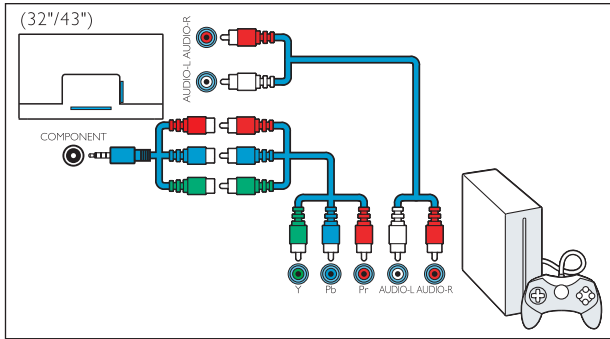 (32"/43")
AUDIO-L AUDIO-R
COMPONENT
Y Pb Pr AUDIO-L AUDIO-R